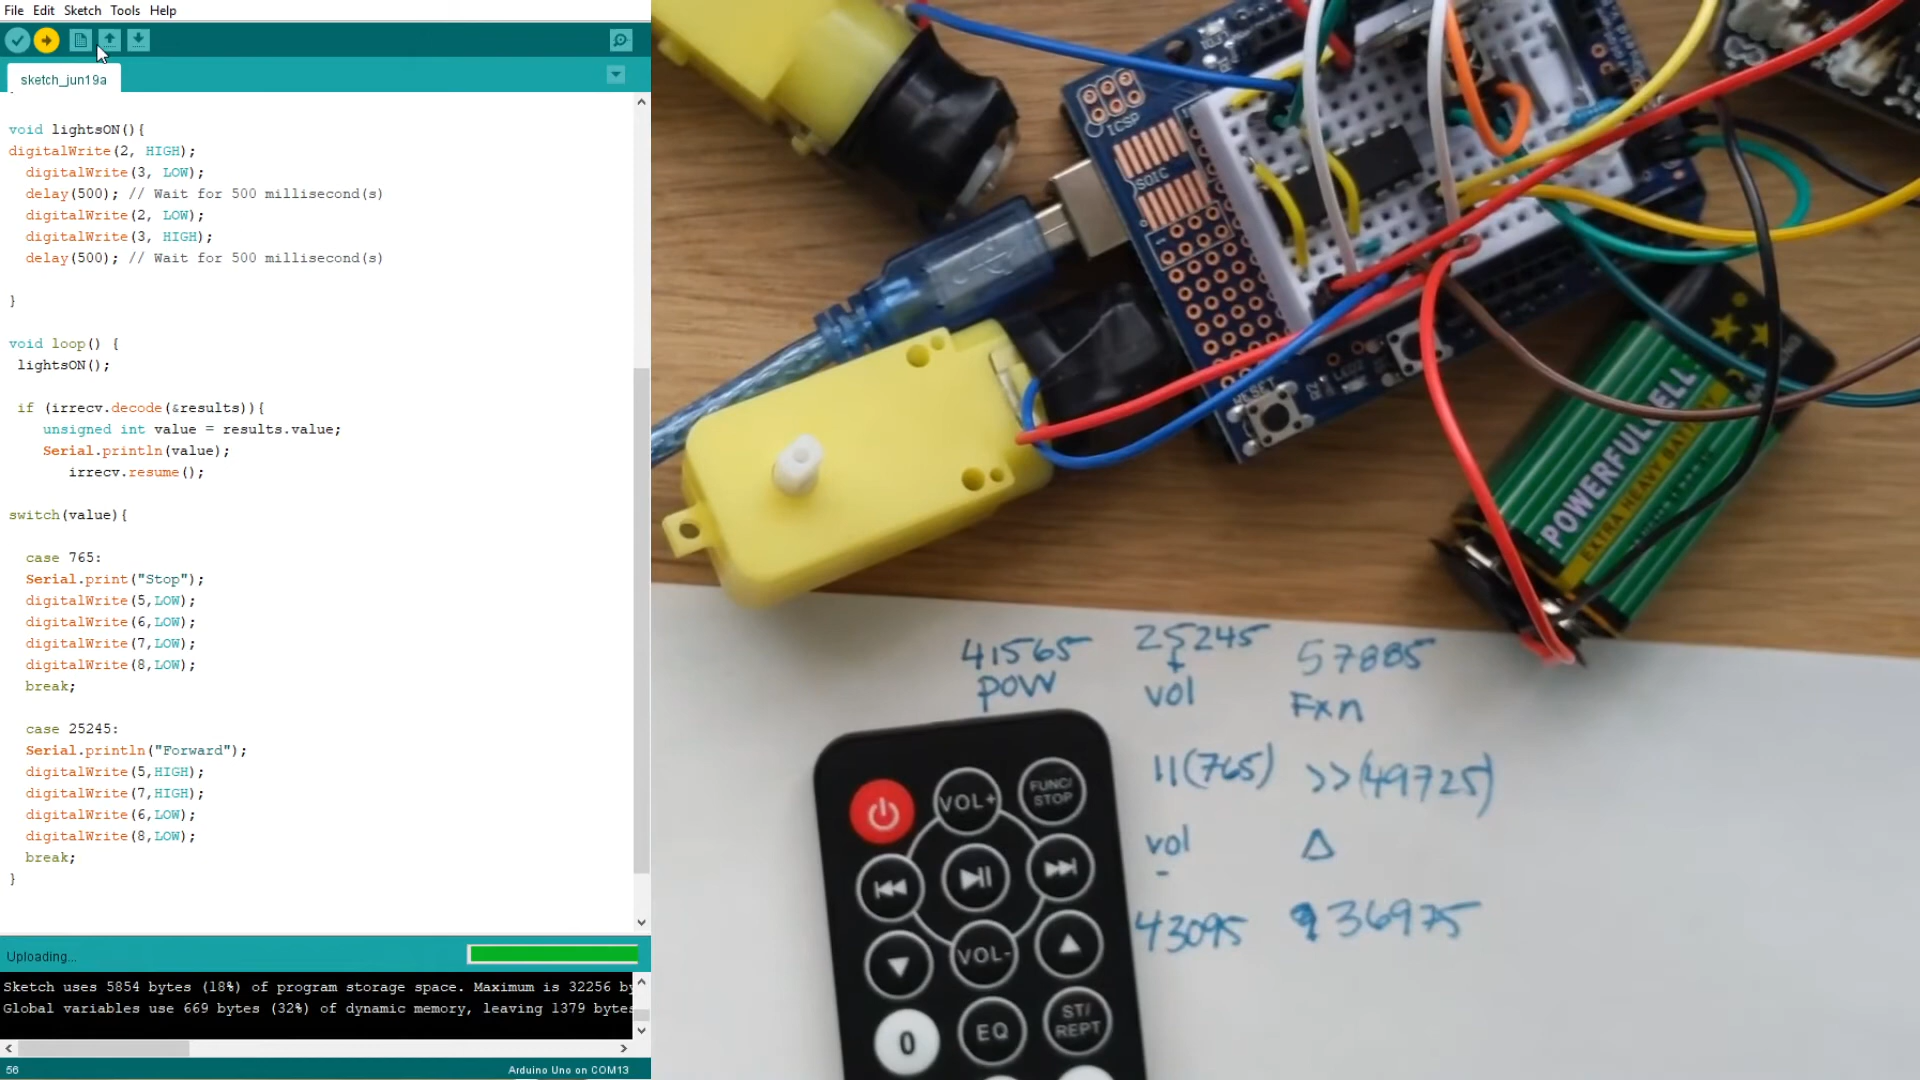 File Edit Sketch Tools Help
sketch_jun19a
void lightsON(){
digitalWrite(2, HIGH);
digitalWrite(3, LOW);
delay(500); // Wait for 500 millisecond(s)
digitalWrite(2, LOW);
digitalWrite(3, HIGH);
delay(500); // Wait for 500 millisecond(s)
}
void loop() {
lightsON();
if (irrecv.decode(&results)){
unsigned int value = results.value;
Serial.println(value);
irrecv.resume();
switch(value){
case 765:
Serial.print("Stop");
digitalWrite(5,LOW);
digitalWrite(6,LOW);
digitalWrite(7,LOW);
digitalWrite(8,LOW);
break;
case 25245:
Serial.println("Forward");
digitalWrite(5,HIGH);
digitalWrite(7,HIGH);
digitalWrite(6,LOW);
digitalWrite(8,LOW);
break;
}
Uploading...
Sketch uses 5854 bytes (18%) of program storage space. Maximum is 32256 by
Global variables use 669 bytes (32%) of dynamic memory, leaving 1379 bytes
56
Arduino Uno on COM13
ICSP
SOIC
RESET
POWERFULCELL
EXTRA HEAVY BATTERY
41565 25245 57885
POW + Fxn
vol
||(765) >>(49725)
vol Δ
-
43095 36975
VOL+
FUNC/
STOP
VOL-
0
EQ
ST/
REPT